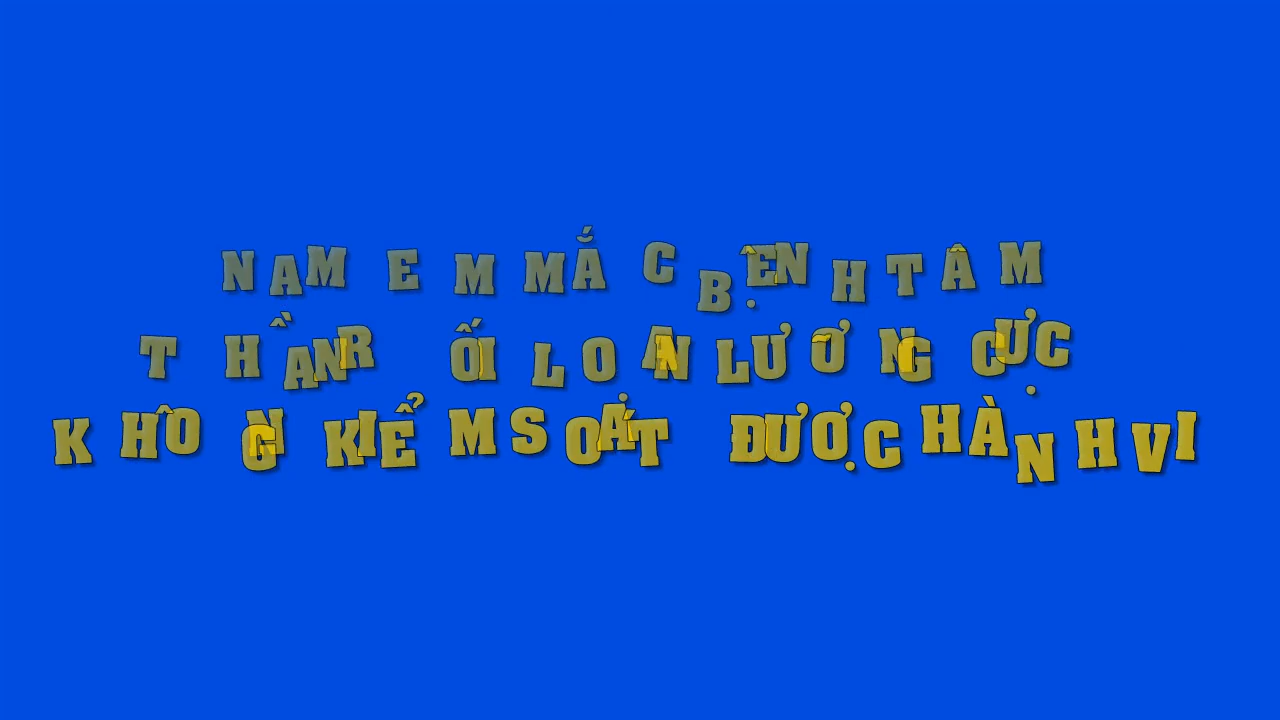 NAM EM MẮC BỆNH TÂM
THẦN RỐI LOẠN LƯỠNG CỰC
KHÔNG KIỂM SOÁT ĐƯỢC HÀNH VI